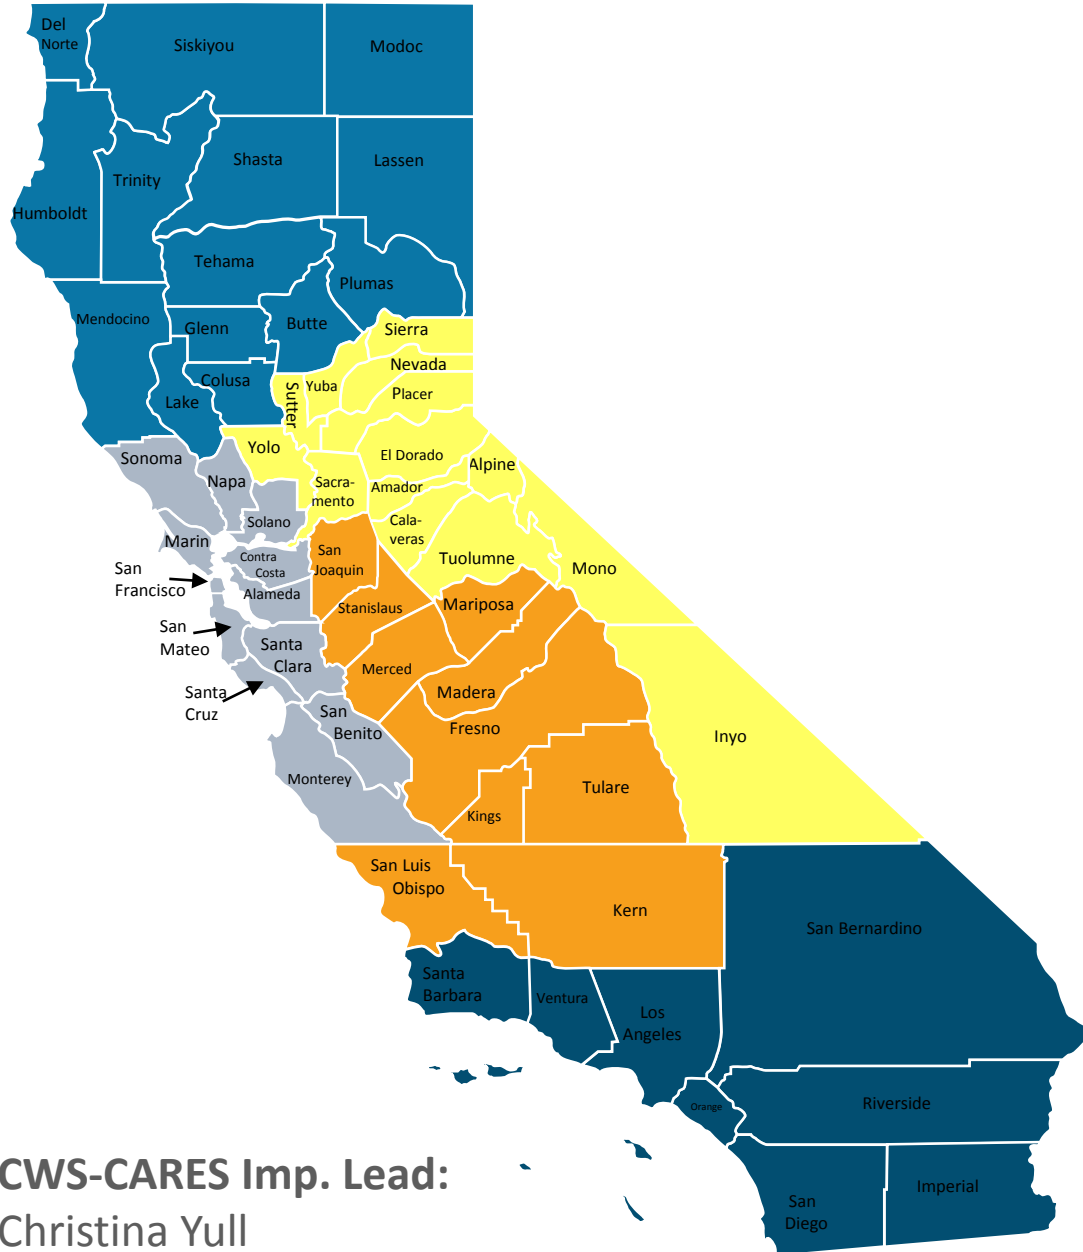 Del
Norte
Siskiyou
Modoc
Shasta
Lassen
Trinity
Humboldt
Tehama
Plumas
Mendocino
Glenn
Butte
Sierra
Nevada
Colusa
Sutter
Yuba
Placer
Lake
Yolo
El Dorado
Sonoma
Alpine
Napa
Sacra-
mento
Amador
Solano
Cala-
veras
Marin
San
Joaquin
Contra
Costa
Tuolumne
Mono
San
Francisco
Alameda
Stanislaus
Mariposa
San
Mateo
Santa
Clara
Merced
Santa
Cruz
Madera
San
Benito
Fresno
Inyo
Monterey
Tulare
Kings
San Luis
Obispo
Kern
San Bernardino
Santa
Barbara
Ventura
Los
Angeles
Orange
Riverside
San
Diego
Imperial
CWS-CARES Imp. Lead:
Christina Yull